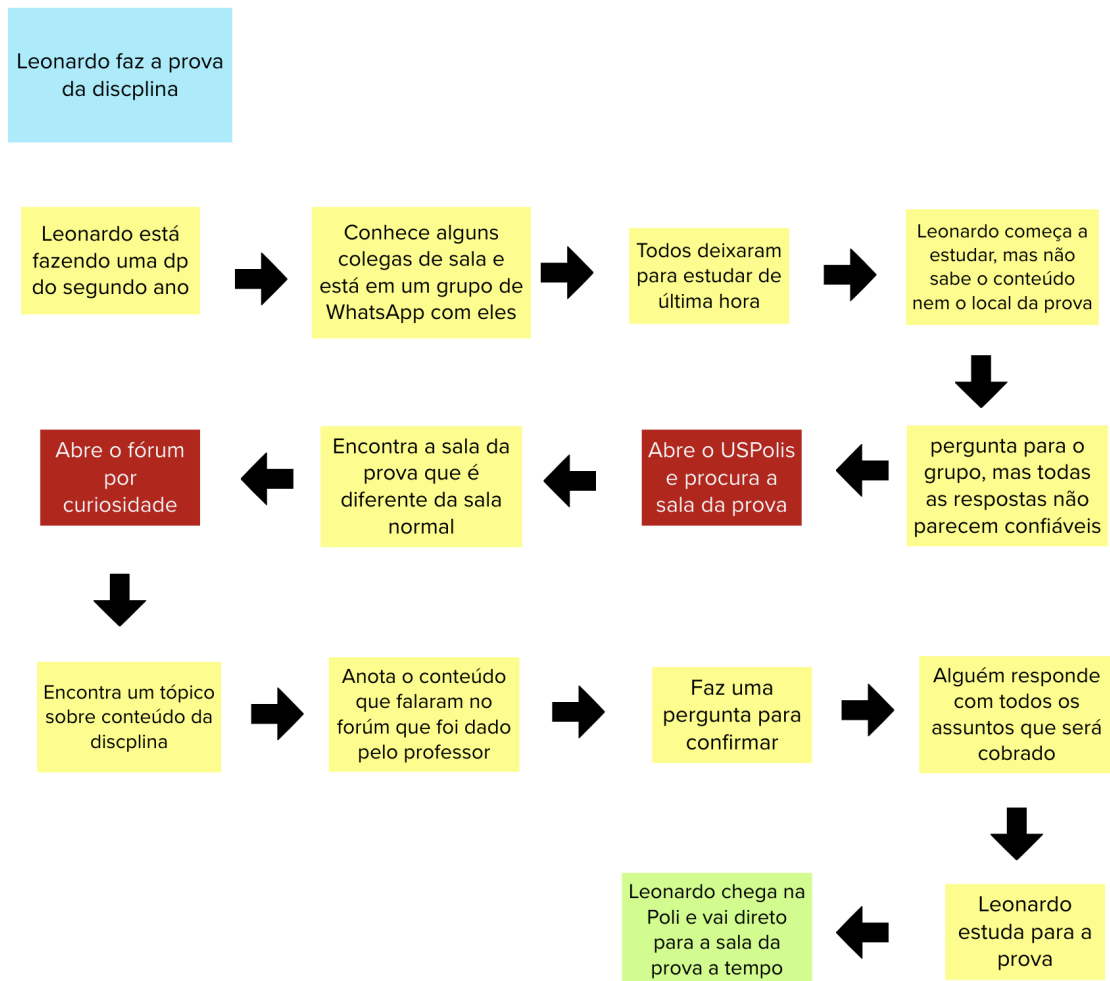 Leonardo faz a prova
da discplina
Leonardo está
fazendo uma dp
do segundo ano
Conhece alguns
colegas de sala e
está em um grupo de
WhatsApp com eles
Todos deixaram
para estudar de
última hora
Leonardo começa a
estudar, mas não
sabe o conteúdo
nem o local da prova
pergunta para o
grupo, mas todas
as respostas não
parecem confiáveis
Abre o USPolis
e procura a
sala da prova
Encontra a sala da
prova que é
diferente da sala
normal
Abre o fórum
por
curiosidade
Encontra um tópico
sobre conteúdo da
discplina
Anota o conteúdo
que falaram no
forúm que foi dado
pelo professor
Faz uma
pergunta para
confirmar
Alguém responde
com todos os
assuntos que será
cobrado
Leonardo
estuda para a
prova
Leonardo chega na
Poli e vai direto
para a sala da
prova a tempo